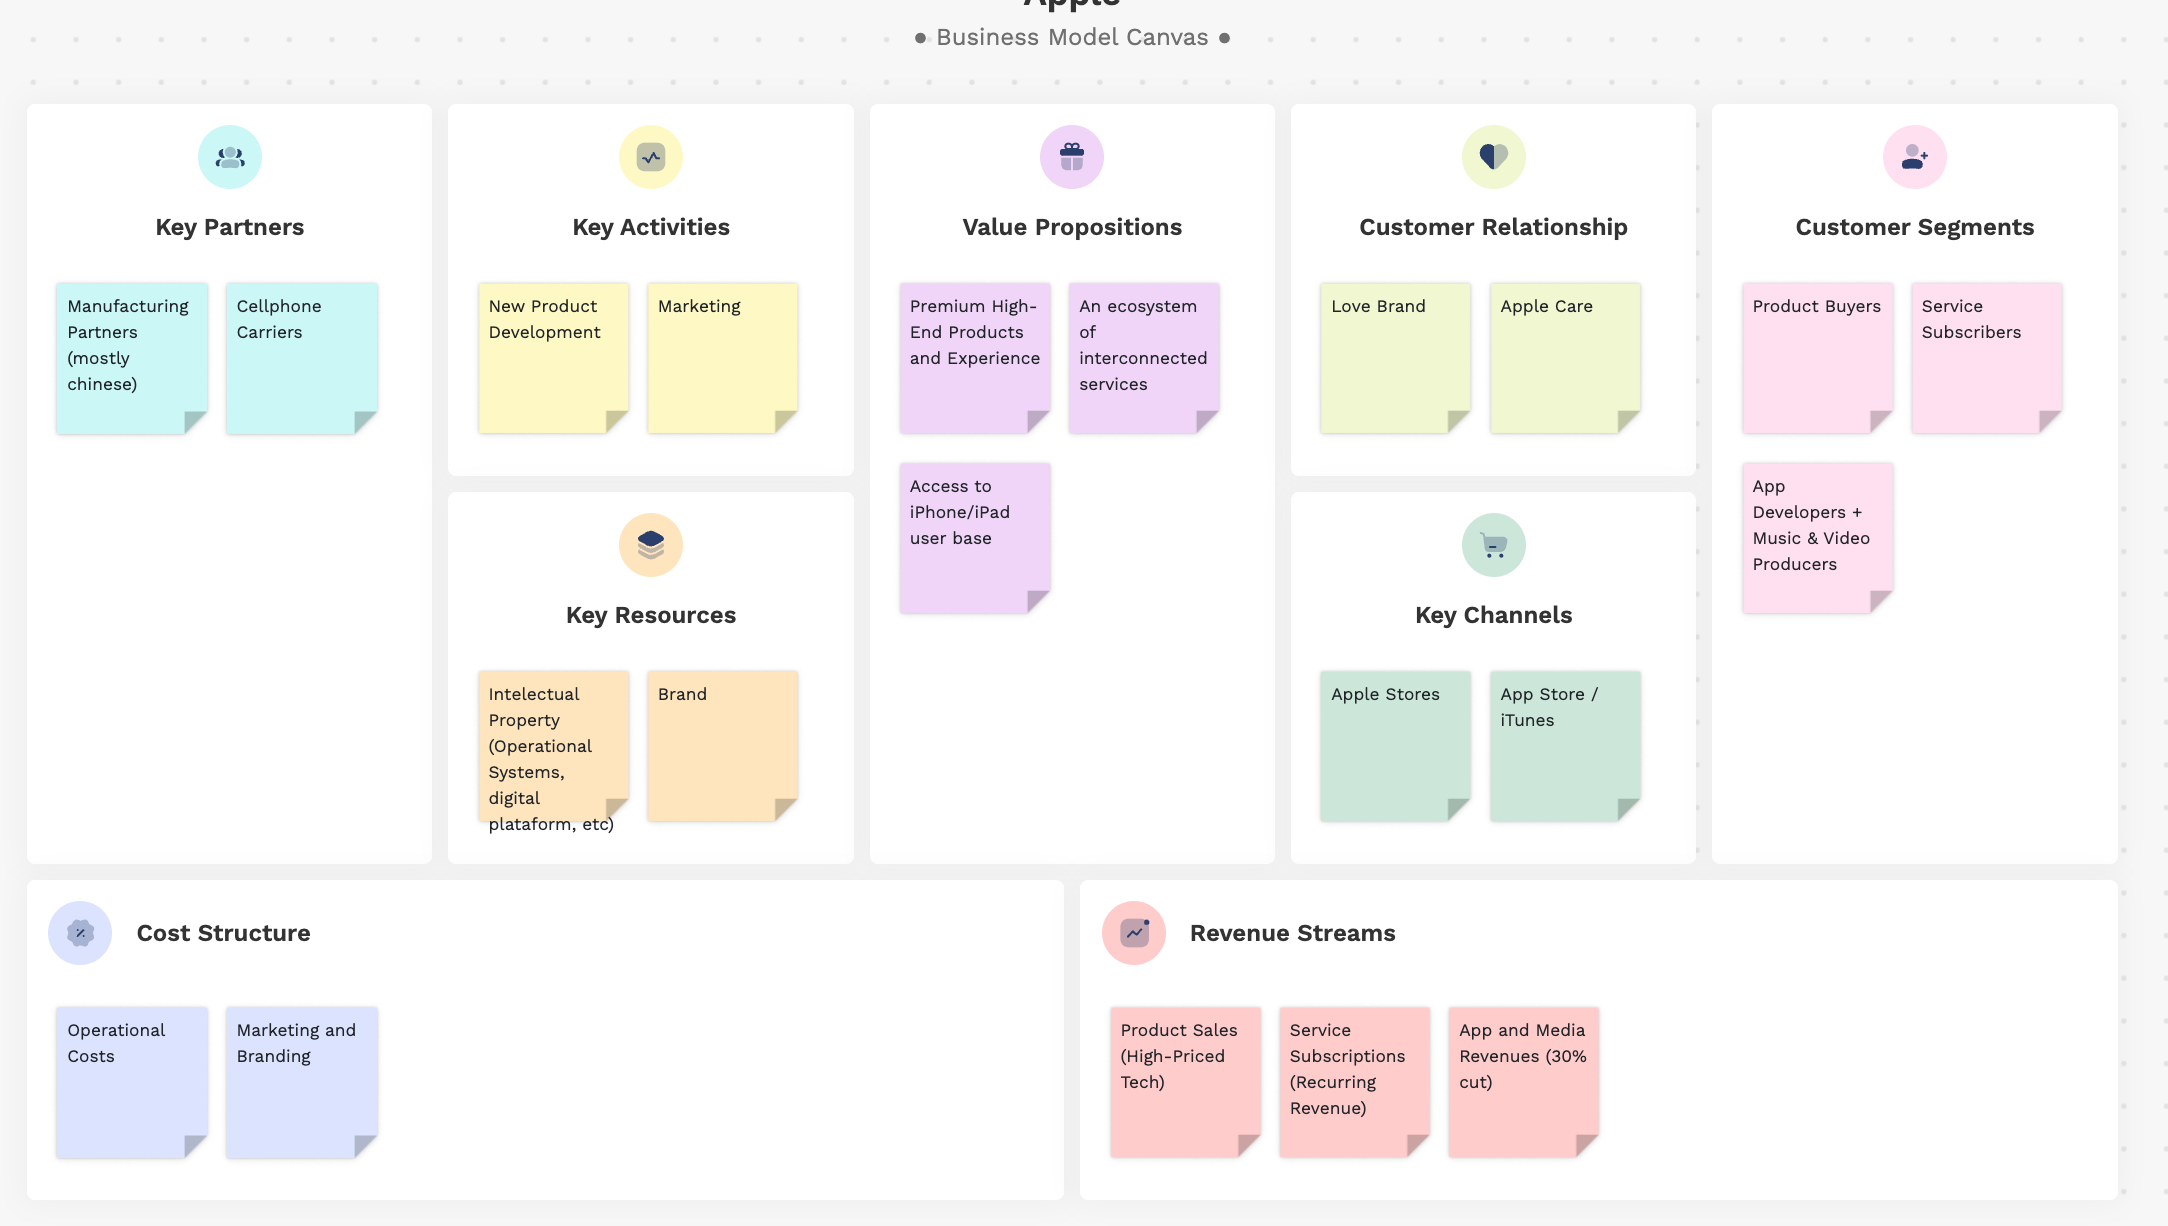 Apple
• Business Model Canvas •
Key Partners
Manufacturing
Partners
(mostly
chinese)
Cellphone
Carriers
Key Activities
New Product
Development
Marketing
Key Resources
Intelectual
Property
(Operational
Systems,
digital
plataform, etc)
Brand
Value Propositions
Premium High-
End Products
and Experience
An ecosystem
of
interconnected
services
Access to
iPhone/iPad
user base
Customer Relationship
Love Brand
Apple Care
Key Channels
Apple Stores
App Store /
iTunes
Customer Segments
Product Buyers
Service
Subscribers
App
Developers +
Music & Video
Producers
Cost Structure
Operational
Costs
Marketing and
Branding
Revenue Streams
Product Sales
(High-Priced
Tech)
Service
Subscriptions
(Recurring
Revenue)
App and Media
Revenues (30%
cut)